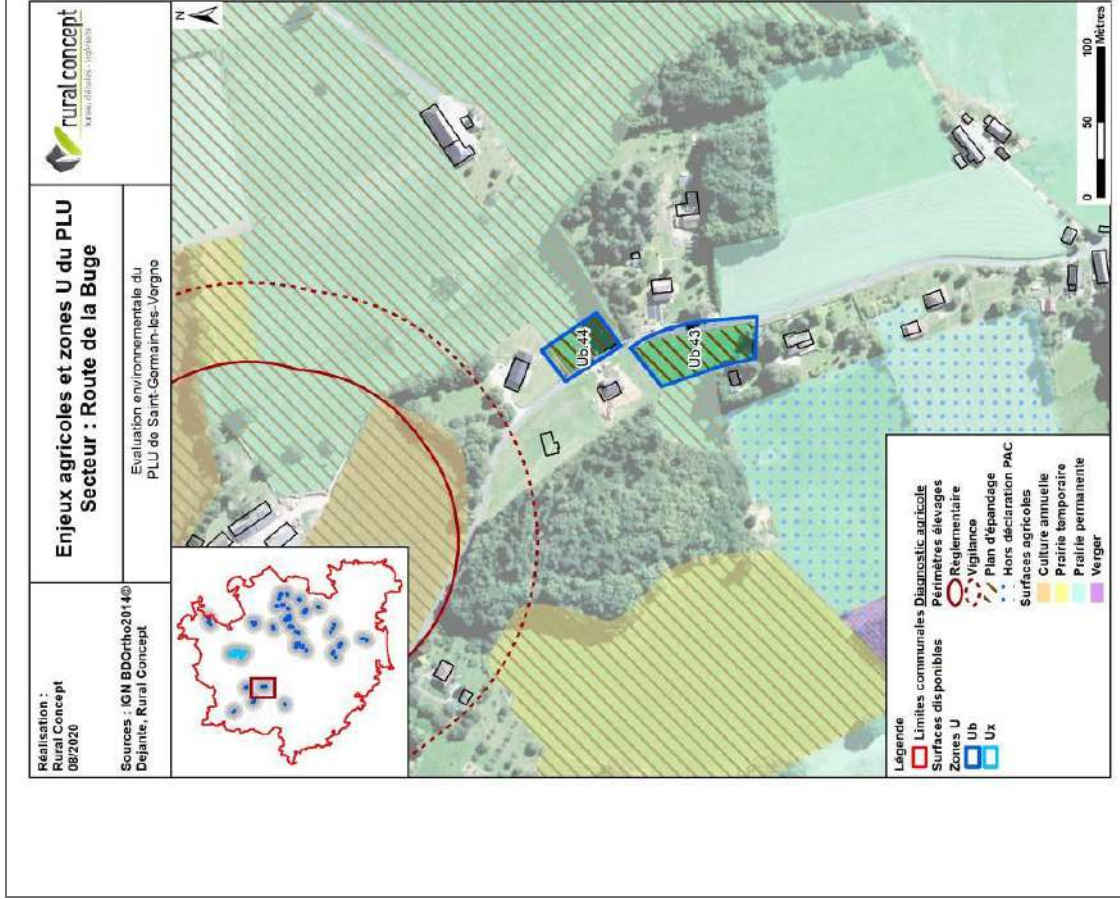 Réalisation :
Rural Concept
08/2020
Sources : IGN BDOrtho2014©
Dejante, Rural Concept
Enjeux agricoles et zones U du PLU
Secteur : Route de la Buge
Evaluation environnementale du
PLU de Saint-Germain-les-Vergne
rural concept
N
Ub.44
Ub.43
Légende
Limites communales
Surfaces disponibles
Zones U
Ub
Ux
Diagnostic agricole
Périmètres élevages
Réglementaire
Vigilance
Plan d'épandage
Hors déclaration PAC
Surfaces agricoles
Culture annuelle
Prairie temporaire
Prairie permanente
Verger
0 50 100
Mètres